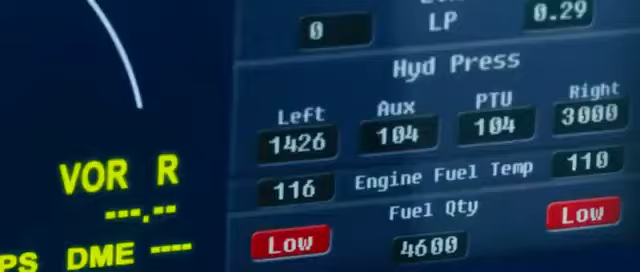 0 LP 0.29
Hyd Press
Left Aux PTU Right
1426 104 104 3000
116 Engine Fuel Temp 110
Fuel Qty
Low 4600 Low
VOR R
---.--
PS DME ----